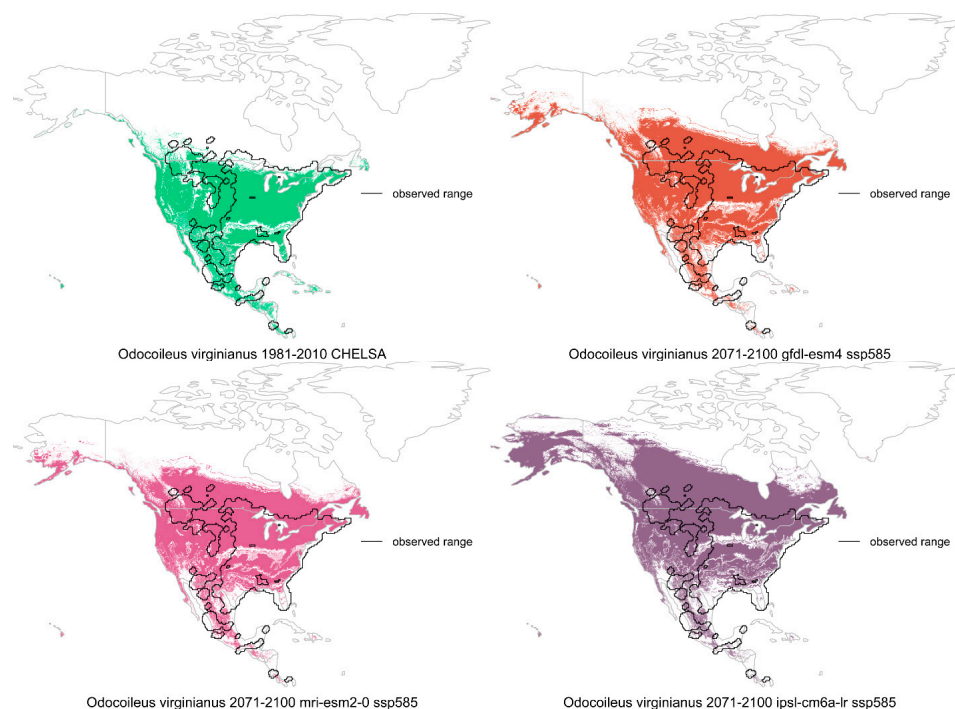 observed range
observed range
Odocoileus virginianus 1981-2010 CHELSA
Odocoileus virginianus 2071-2100 gfdl-esm4 ssp585
observed range
observed range
Odocoileus virginianus 2071-2100 mri-esm2-0 ssp585
Odocoileus virginianus 2071-2100 ipsl-cm6a-lr ssp585